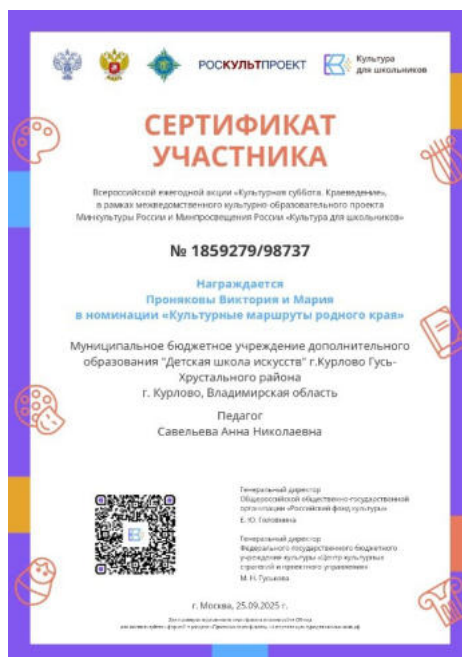 РОСКУЛЬТПРОЕКТ
Культура
для школьников
СЕРТИФИКАТ
УЧАСТНИКА
Всероссийской ежегодной акции «Культурная суббота. Краеведение»,
в рамках межведомственного культурно-образовательного проекта
Минкультуры России и Минпросвещения России «Культура для школьников»
№ 1859279/98737
Награждается
Проняковы Виктория и Мария
в номинации «Культурные маршруты родного края»
Муниципальное бюджетное учреждение дополнительного
образования "Детская школа искусств" г.Курлово Гусь-
Хрустального района
г. Курлово, Владимирская область
Педагог
Савельева Анна Николаевна
Генеральный директор
Общероссийской общественно-государственной
организации «Российский фонд культуры»
Е. Ю.
Генеральный директор
Федерального государственного бюджетного
учреждения культуры «Центр культурных
стратегий и проектного управления»
М. Н. Гуськова
г. Москва, 25.09.2025 г.